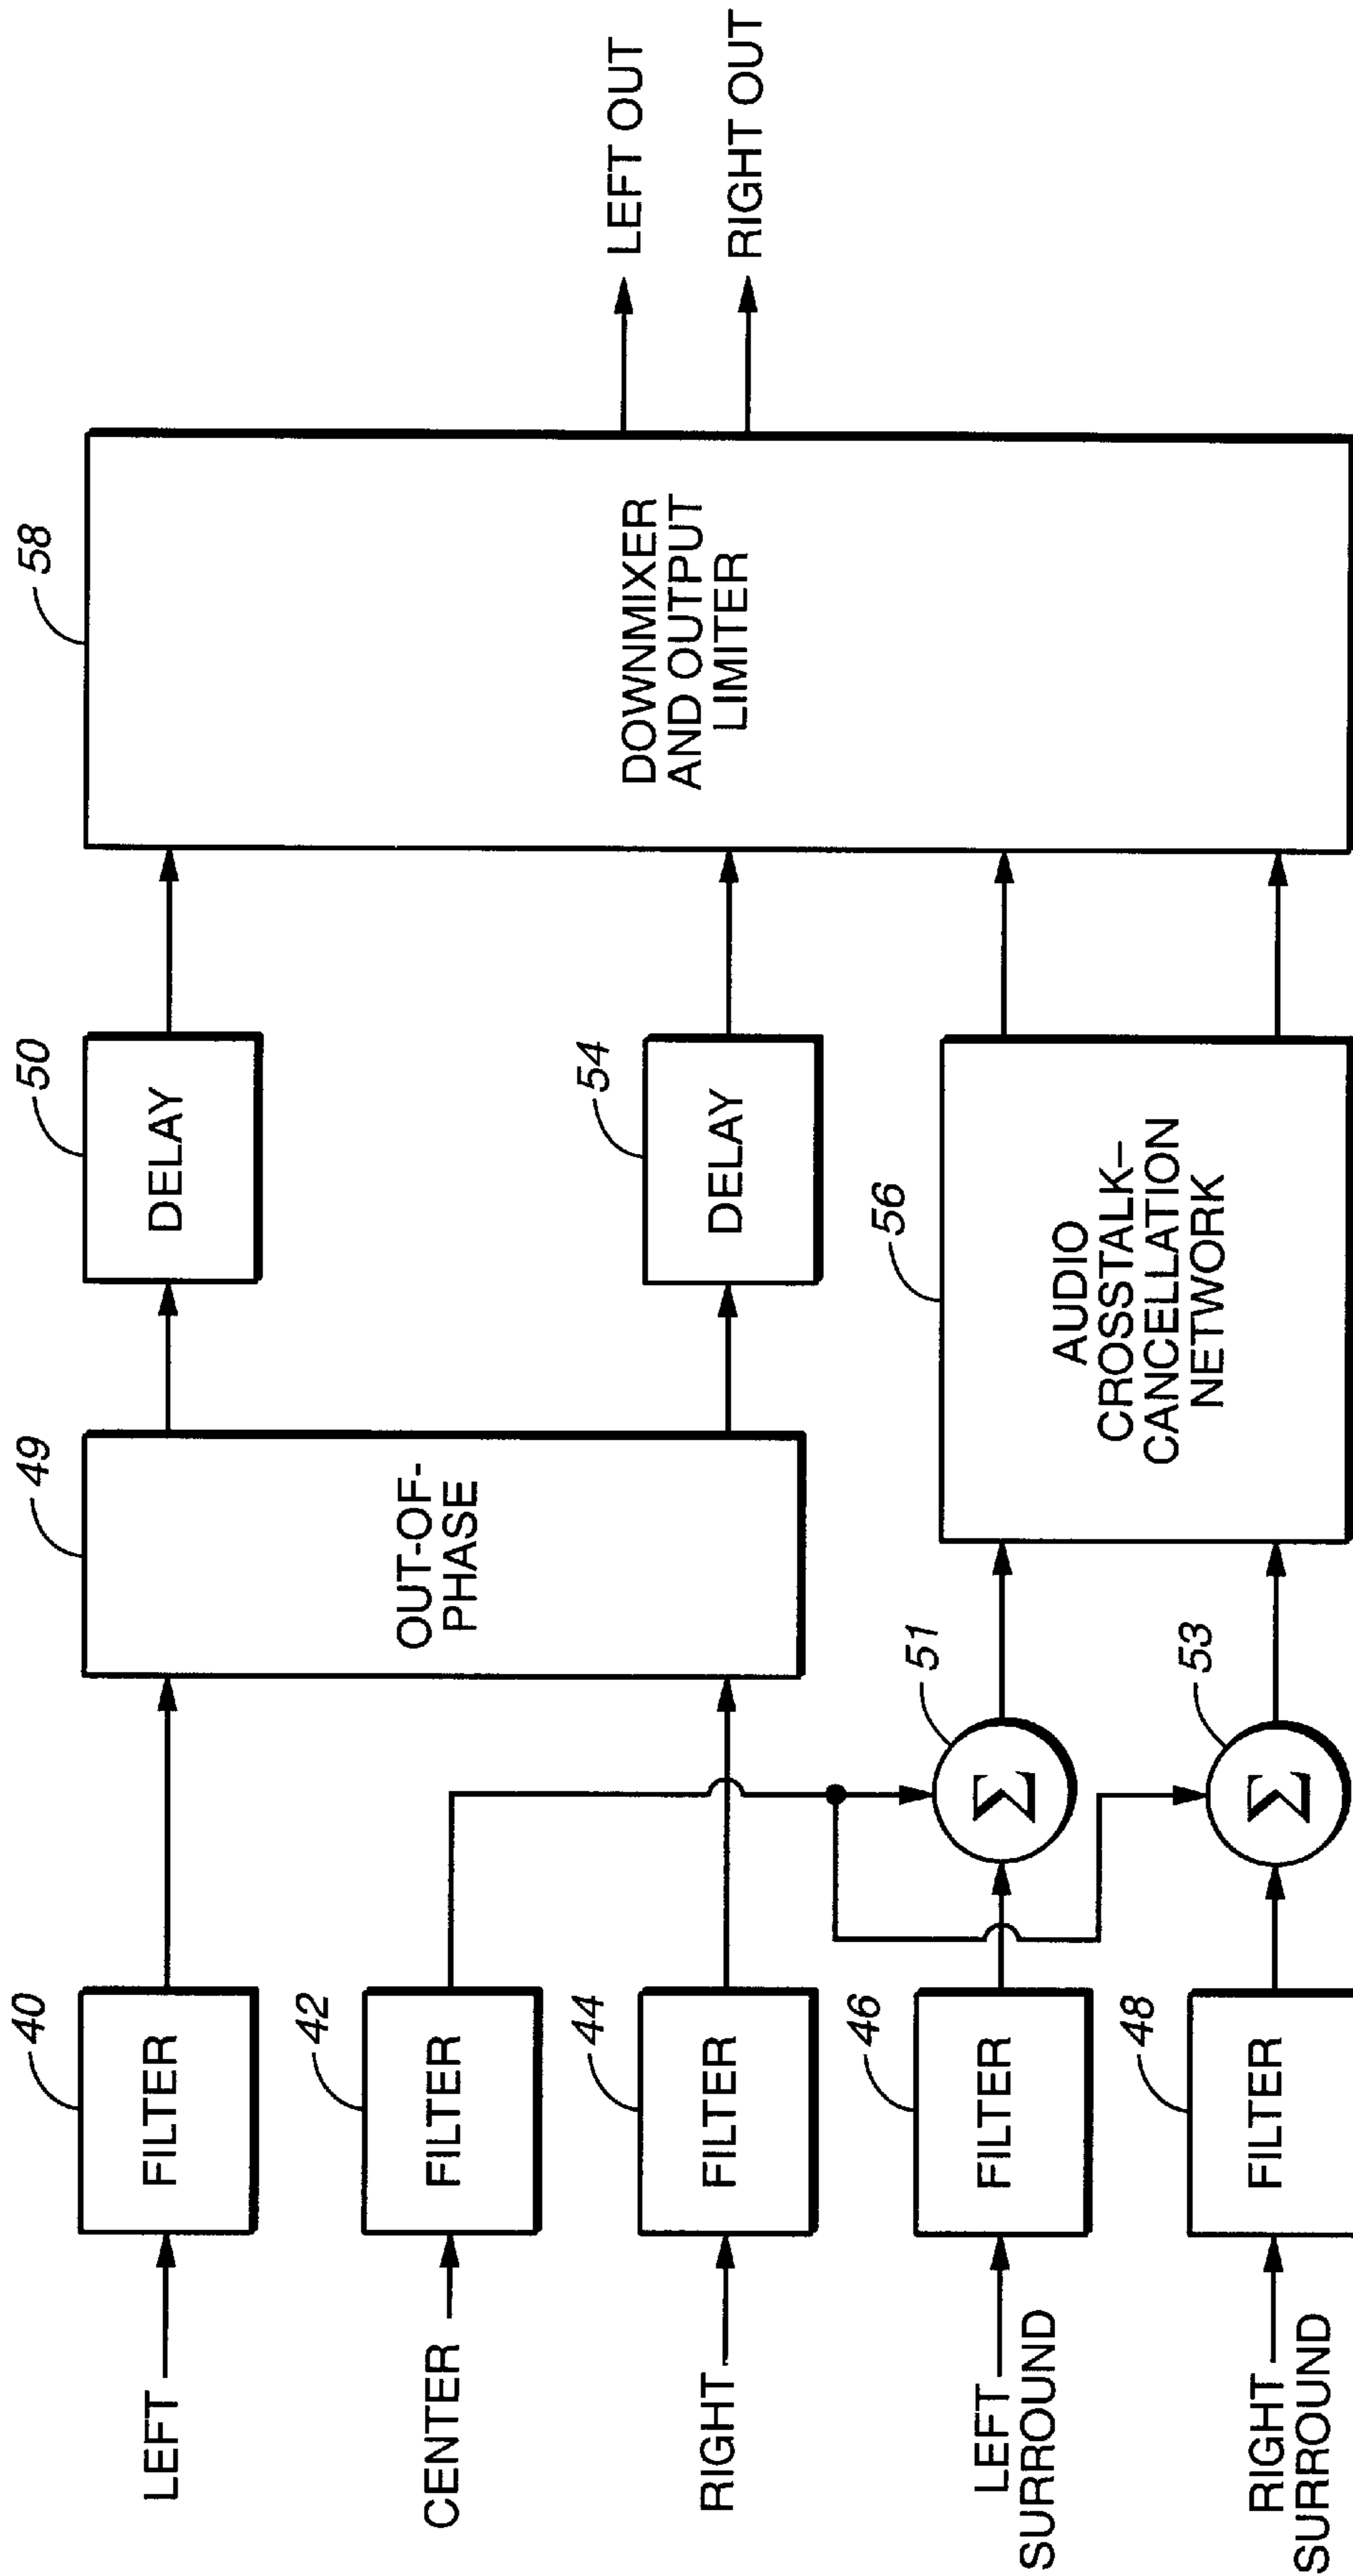 LEFT
40
FILTER
CENTER
42
FILTER
RIGHT
44
FILTER
LEFT
SURROUND
46
FILTER
RIGHT
SURROUND
48
FILTER
49
OUT-OF-
PHASE
51
Σ
53
Σ
50
DELAY
54
DELAY
56
AUDIO
CROSSTALK–
CANCELLATION
NETWORK
58
DOWNMIXER
AND OUTPUT
LIMITER
LEFT OUT
RIGHT OUT